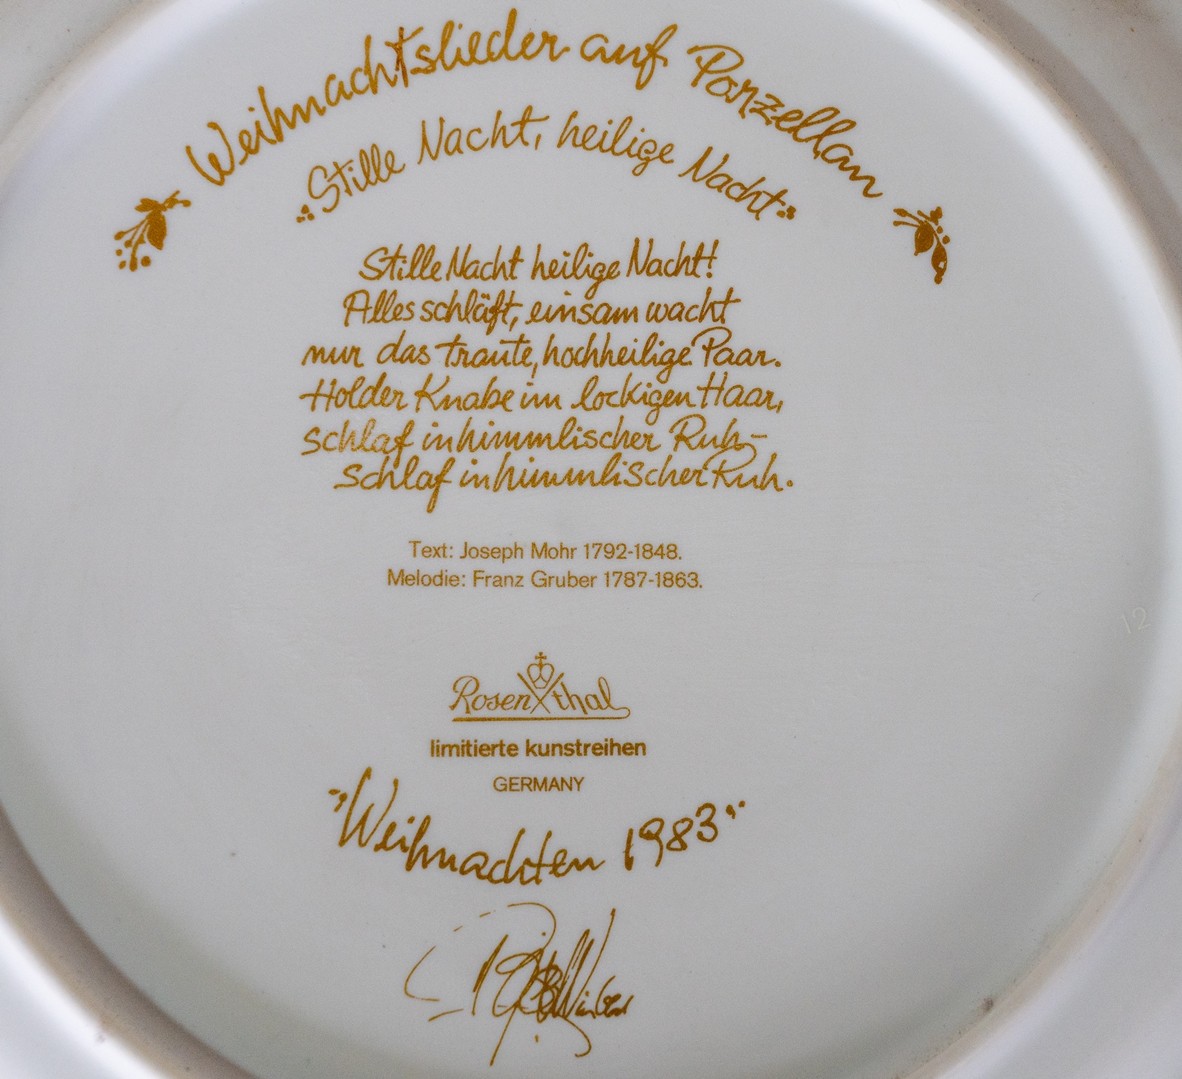 Weihnachtslieder auf Porzellan
"Stille Nacht, heilige Nacht"
Stille Nacht heilige Nacht!
Alles schläft, einsam wacht
nur das traute, hochheilige Paar.
Holder Knabe im lockigen Haar,
schlaf in himmlischer Ruh-
schlaf in himmlischer Ruh.
Text: Joseph Mohr 1792-1848.
Melodie: Franz Gruber 1787-1863.
12
Rosenthal
limitierte kunstreihen
GERMANY
"Weihnachten 1983"